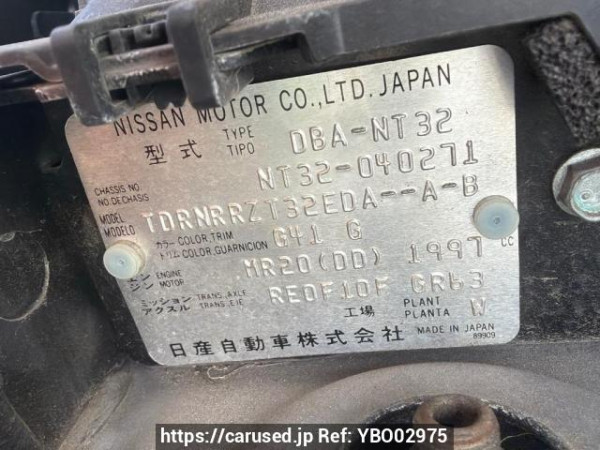 NISSAN MOTOR CO.,LTD. JAPAN
型式 TYPE TIPO DBA-NT32
CHASSIS NO. NO.DE CHASIS NT32-040271
MODEL MODELO TDRNRRZT32EDA--A-B
カラー COLOR,TRIM トリム COLOR,GUARNICION G41 G
ENGINE ジン MOTOR MR20(DD) 1997 CC
ミッション TRANS.,AXLE アクスル TRANS.,EJE RE0F10F GR63
工場 PLANT PLANTA W
日産自動車株式会社 MADE IN JAPAN
89909
https://carused.jp Ref: YBO02975